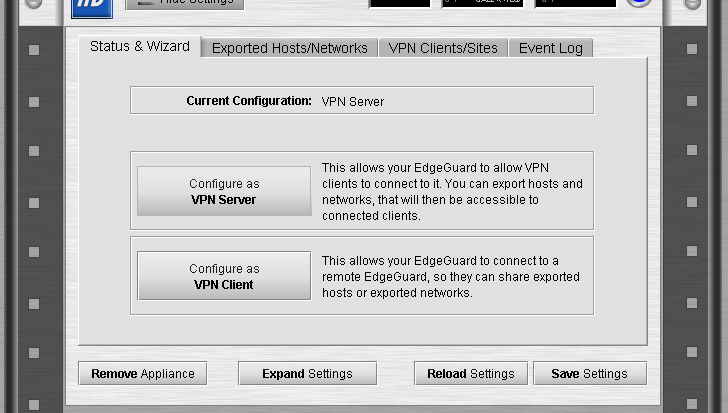 Hide Settings
Status & Wizard
Exported Hosts/Networks
VPN Clients/Sites
Event Log
Current Configuration: VPN Server
Configure as
VPN Server
This allows your EdgeGuard to allow VPN
clients to connect to it. You can export hosts and
networks, that will then be accessible to
connected clients.
Configure as
VPN Client
This allows your EdgeGuard to connect to a
remote EdgeGuard, so they can share exported
hosts or exported networks.
Remove Appliance
Expand Settings
Reload Settings
Save Settings